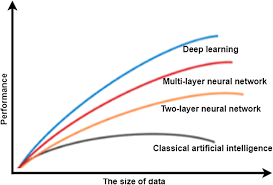 Deep learning
Multi-layer neural network
Two-layer neural network
Classical artificial intelligence
Performance
The size of data